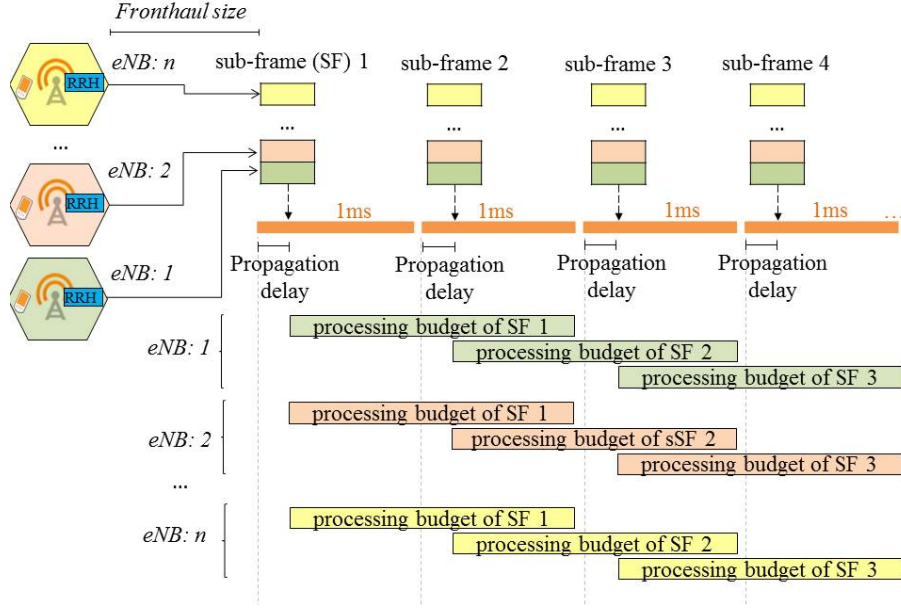 Fronthaul size
eNB: n
sub-frame (SF) 1
sub-frame 2
sub-frame 3
sub-frame 4
RRH
...
...
...
...
...
eNB: 2
RRH
1ms
1ms
1ms
1ms
...
eNB: 1
RRH
Propagation
delay
Propagation
delay
Propagation
delay
Propagation
delay
eNB: 1
processing budget of SF 1
processing budget of SF 2
processing budget of SF 3
eNB: 2
processing budget of SF 1
processing budget of sSF 2
processing budget of SF 3
...
eNB: n
processing budget of SF 1
processing budget of SF 2
processing budget of SF 3